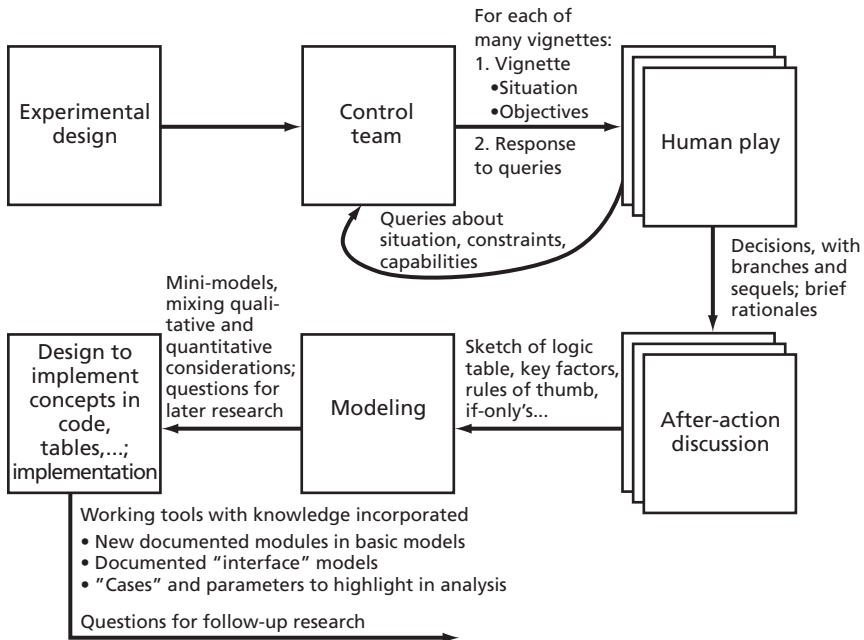 Experimental
design
Control
team
For each of
many vignettes:
1. Vignette
•Situation
•Objectives
2. Response
to queries
Human play
Queries about
situation, constraints,
capabilities
Decisions, with
branches and
sequels; brief
rationales
After-action
discussion
Sketch of logic
table, key factors,
rules of thumb,
if-only's...
Modeling
Mini-models,
mixing quali-
tative and
quantitative
considerations;
questions for
later research
Design to
implement
concepts in
code,
tables,...;
implementation
Working tools with knowledge incorporated
• New documented modules in basic models
• Documented “interface” models
• ”Cases” and parameters to highlight in analysis
Questions for follow-up research